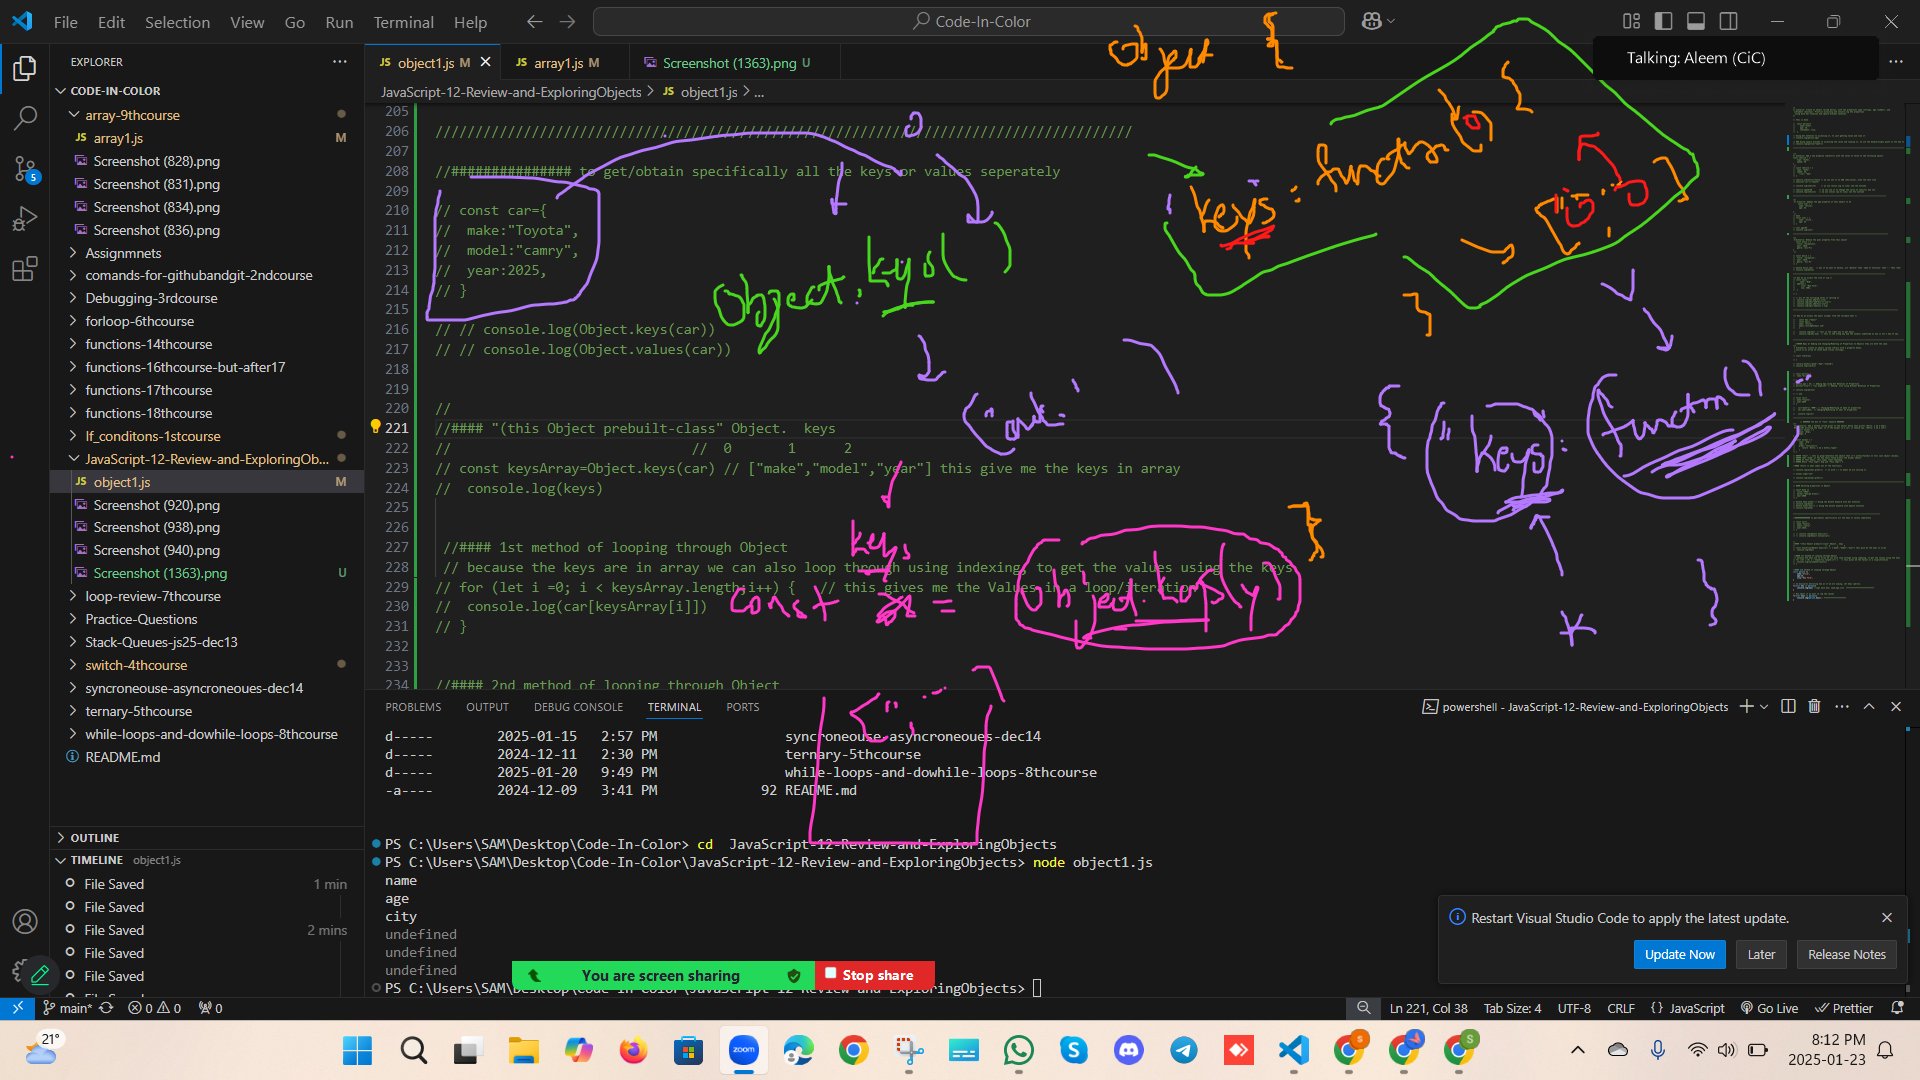 File Edit Selection View Go Run Terminal Help
Code-In-Color
Talking: Aleem (CiC)
EXPLORER
CODE-IN-COLOR
array-9thcourse
JS array1.js M
Screenshot (828).png
Screenshot (831).png
Screenshot (834).png
Screenshot (836).png
Assignmnets
comands-for-githubandgit-2ndcourse
Debugging-3rdcourse
forloop-6thcourse
functions-14thcourse
functions-16thcourse-but-after17
functions-17thcourse
functions-18thcourse
If_conditons-1stcourse
JavaScript-12-Review-and-ExploringOb...
JS object1.js M
Screenshot (920).png
Screenshot (938).png
Screenshot (940).png
Screenshot (1363).png U
loop-review-7thcourse
Practice-Questions
Stack-Queues-js25-dec13
switch-4thcourse
syncroneouse-asyncroneoues-dec14
ternary-5thcourse
while-loops-and-dowhile-loops-8thcourse
README.md
OUTLINE
TIMELINE object1.js
File Saved 1 min
File Saved
File Saved 2 mins
File Saved
File Saved
JS object1.js M
JS array1.js M
Screenshot (1363).png U
JavaScript-12-Review-and-ExploringObjects > JS object1.js > ...
205
206 /////////////////////////////////////////////////////////////////////////////////////
207
208 //############### to get/obtain specifically all the keys or values seperately
209
210 // const car={
211 //  make:"Toyota",
212 //  model:"camry",
213 //  year:2025,
214 // }
215
216 // // console.log(Object.keys(car))
217 // // console.log(Object.values(car))
218
219
220 //
221 //#### "(this Object prebuilt-class" Object.  keys
222 // // 0 1 2
223 // const keysArray=Object.keys(car) // ["make","model","year"] this give me the keys in array
224 //  console.log(keys)
225
226
227 //#### 1st method of looping through Object
228 // because the keys are in array we can also loop through using indexing, to get the values using the keys
229 // for (let i =0; i < keysArray.length;i++) {   // this gives me the Values in a loop/iteration
230 //  console.log(car[keysArray[i]])
231 // }
232
233
234 //#### 2nd method of looping through Object
object {
keys: function(o) {
}
}
object.keys( )
{ "keys": function()
}
keys
const =
object.keys(y)
}
PROBLEMS OUTPUT DEBUG CONSOLE TERMINAL PORTS
powershell - JavaScript-12-Review-and-ExploringObjects
d----- 2025-01-15 2:57 PM syncroneouse-asyncroneoues-dec14
d----- 2024-12-11 2:30 PM ternary-5thcourse
d----- 2025-01-20 9:49 PM while-loops-and-dowhile-loops-8thcourse
-a---- 2024-12-09 3:41 PM 92 README.md
PS C:\Users\SAM\Desktop\Code-In-Color> cd  JavaScript-12-Review-and-ExploringObjects
PS C:\Users\SAM\Desktop\Code-In-Color\JavaScript-12-Review-and-ExploringObjects> node object1.js
name
age
city
undefined
undefined
undefined
PS C:\Users\SAM\Desktop\Code-In-Color\JavaScript-12-Review-and-ExploringObjects>
You are screen sharing Stop share
Restart Visual Studio Code to apply the latest update.
Update Now Later Release Notes
main* 0 0 0
Ln 221, Col 38 Tab Size: 4 UTF-8 CRLF {} JavaScript Go Live Prettier
21°
zoom
8:12 PM
2025-01-23